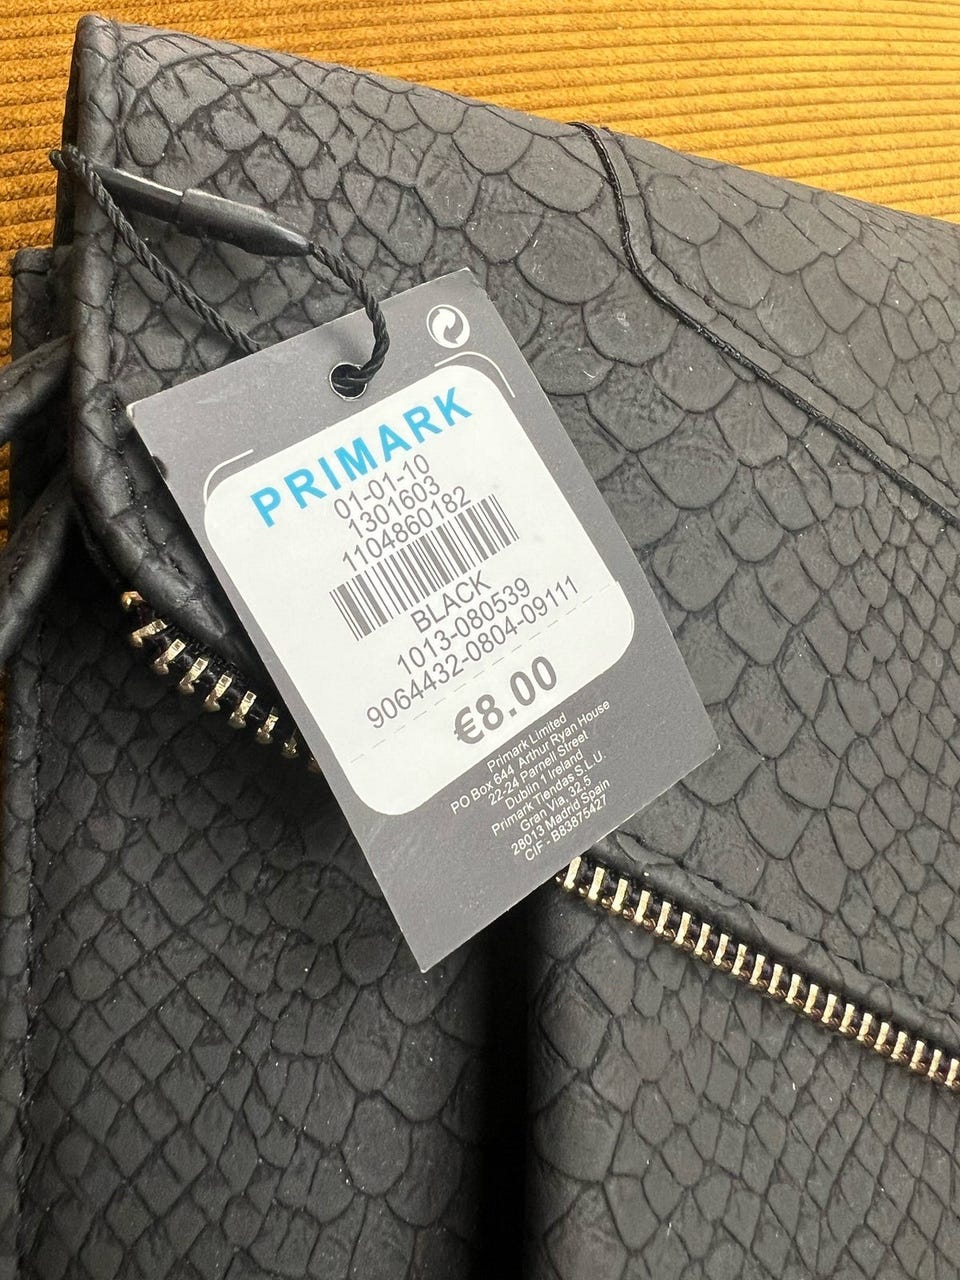 PRIMARK
01-01-10
1301603
1104860182
BLACK
1013-080539
9064432-0804-09111
€8.00
Primark Limited
PO Box 644 Arthur Ryan House
22-24 Parnell Street
Dublin 1 Ireland
Primark Tiendas S.L.U.
Gran Via, 32-5
28013 Madrid Spain
CIF - B83875427